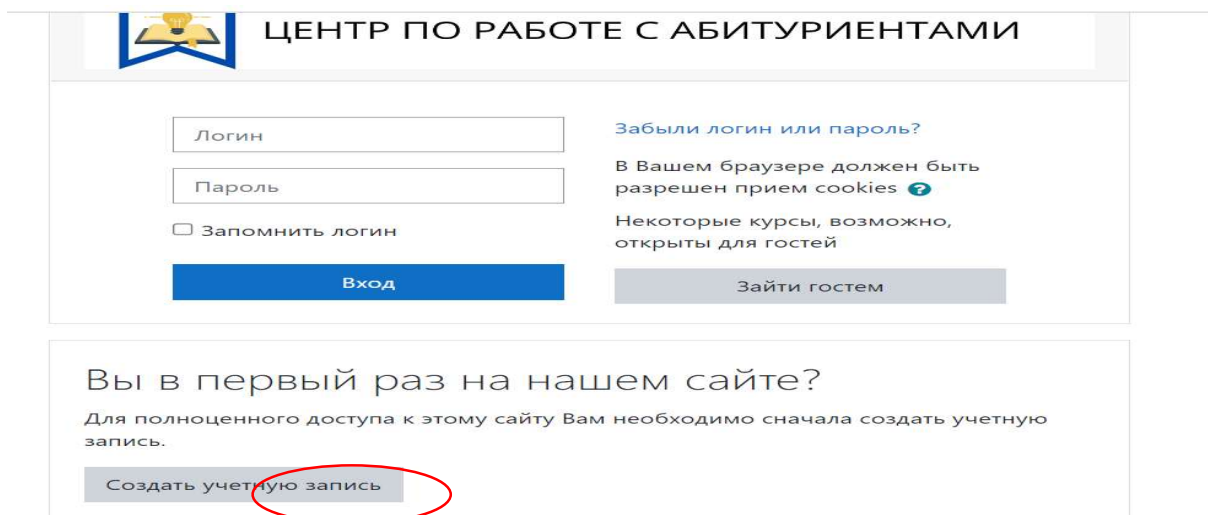 ЦЕНТР ПО РАБОТЕ С АБИТУРИЕНТАМИ
Логин
Пароль
Запомнить логин
Вход
Забыли логин или пароль?
В Вашем браузере должен быть
разрешен прием cookies ?
Некоторые курсы, возможно,
открыты для гостей
Зайти гостем
Вы в первый раз на нашем сайте?
Для полноценного доступа к этому сайту Вам необходимо сначала создать учетную
запись.
Создать учетную запись